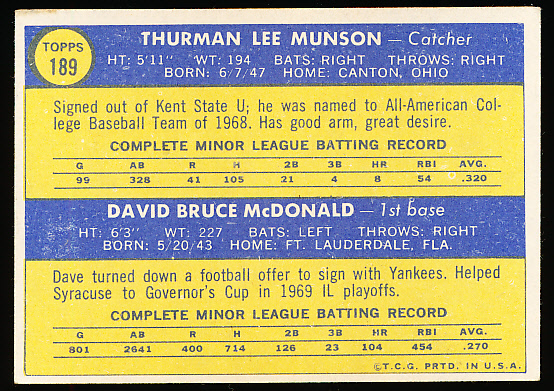 TOPPS
189
THURMAN LEE MUNSON — Catcher
HT: 5'11" WT: 194 BATS: RIGHT THROWS: RIGHT
BORN: 6/7/47 HOME: CANTON, OHIO
Signed out of Kent State U; he was named to All-American Col-
lege Baseball Team of 1968. Has good arm, great desire.
COMPLETE MINOR LEAGUE BATTING RECORD
G AB R H 2B 3B HR RBI AVG.
99 328 41 105 21 4 8 54 .320
DAVID BRUCE McDONALD — 1st base
HT: 6'3" WT: 227 BATS: LEFT THROWS: RIGHT
BORN: 5/20/43 HOME: FT. LAUDERDALE, FLA.
Dave turned down a football offer to sign with Yankees. Helped
Syracuse to Governor's Cup in 1969 IL playoffs.
COMPLETE MINOR LEAGUE BATTING RECORD
G AB R H 2B 3B HR RBI AVG.
801 2641 400 714 126 23 104 454 .270
©T.C.G. PRTD. IN U.S.A.